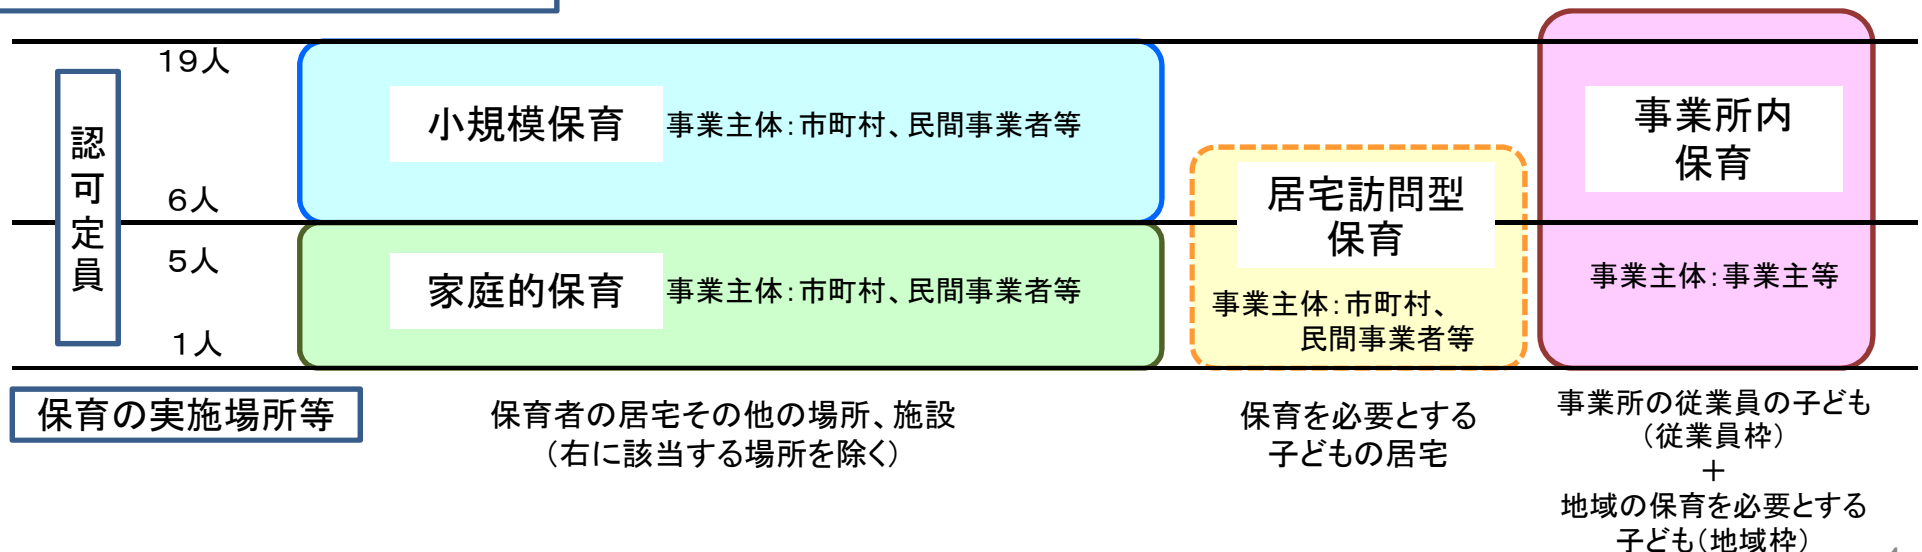 19人
認可定員
小規模保育
事業主体:市町村、民間事業者等
事業所内
保育
6人
居宅訪問型
保育
5人
家庭的保育
事業主体:市町村、民間事業者等
事業主体:市町村、
民間事業者等
事業主体:事業主等
1人
保育の実施場所等
保育者の居宅その他の場所、施設
(右に該当する場所を除く)
保育を必要とする
子どもの居宅
事業所の従業員の子ども
(従業員枠)
+
地域の保育を必要とする
子ども(地域枠)